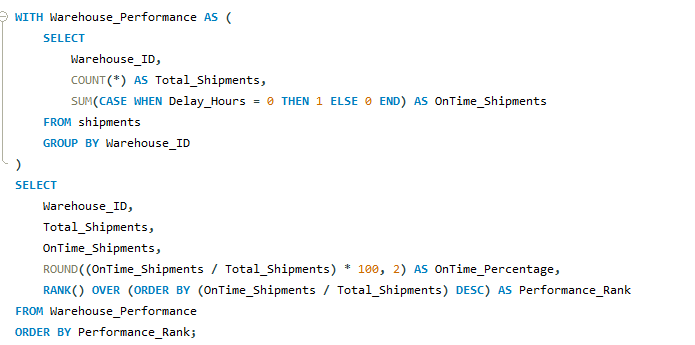 WITH Warehouse_Performance AS (
SELECT
Warehouse_ID,
COUNT(*) AS Total_Shipments,
SUM(CASE WHEN Delay_Hours = 0 THEN 1 ELSE 0 END) AS OnTime_Shipments
FROM shipments
GROUP BY Warehouse_ID
)
SELECT
Warehouse_ID,
Total_Shipments,
OnTime_Shipments,
ROUND((OnTime_Shipments / Total_Shipments) * 100, 2) AS OnTime_Percentage,
RANK() OVER (ORDER BY (OnTime_Shipments / Total_Shipments) DESC) AS Performance_Rank
FROM Warehouse_Performance
ORDER BY Performance_Rank;